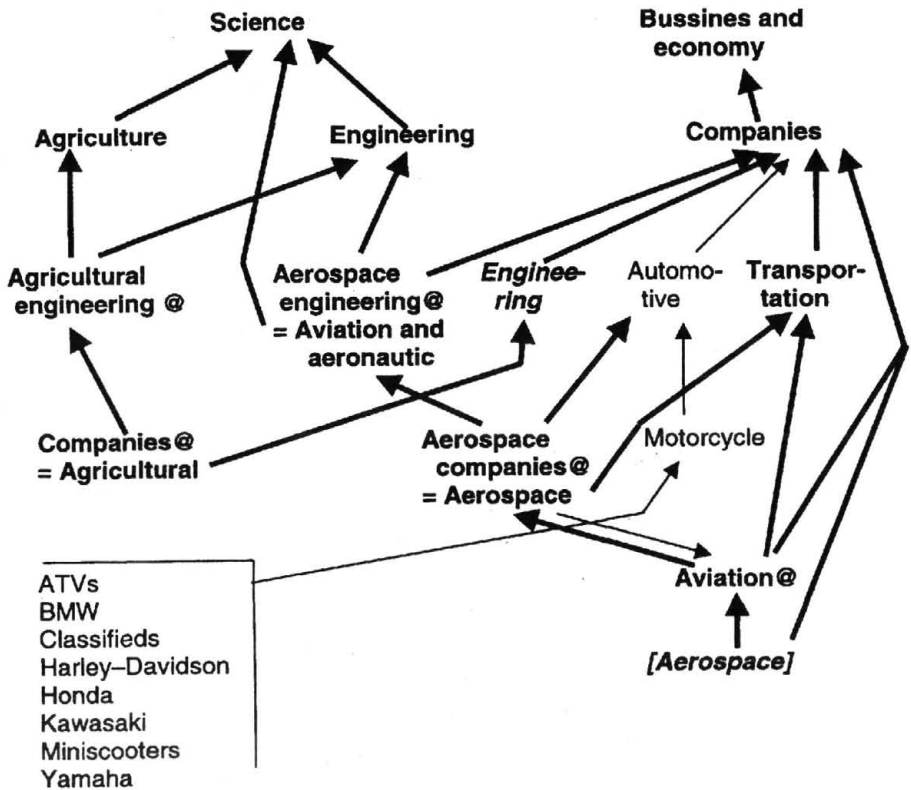 Science
Bussines and
economy
Agriculture
Engineering
Companies
Agricultural
engineering @
Aerospace
engineering@
= Aviation and
aeronautic
Enginee-
ring
Automo-
tive
Transpor-
tation
Companies@
= Agricultural
Aerospace
companies@
= Aerospace
Motorcycle
Aviation@
[Aerospace]
ATVs
BMW
Classifieds
Harley–Davidson
Honda
Kawasaki
Miniscooters
Yamaha